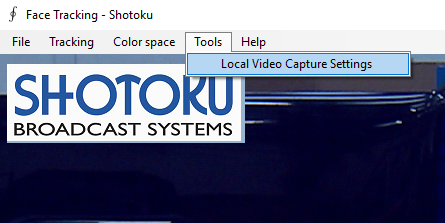 Face Tracking - Shotoku
File Tracking Color space Tools Help
Local Video Capture Settings
SHOTOKU
BROADCAST SYSTEMS